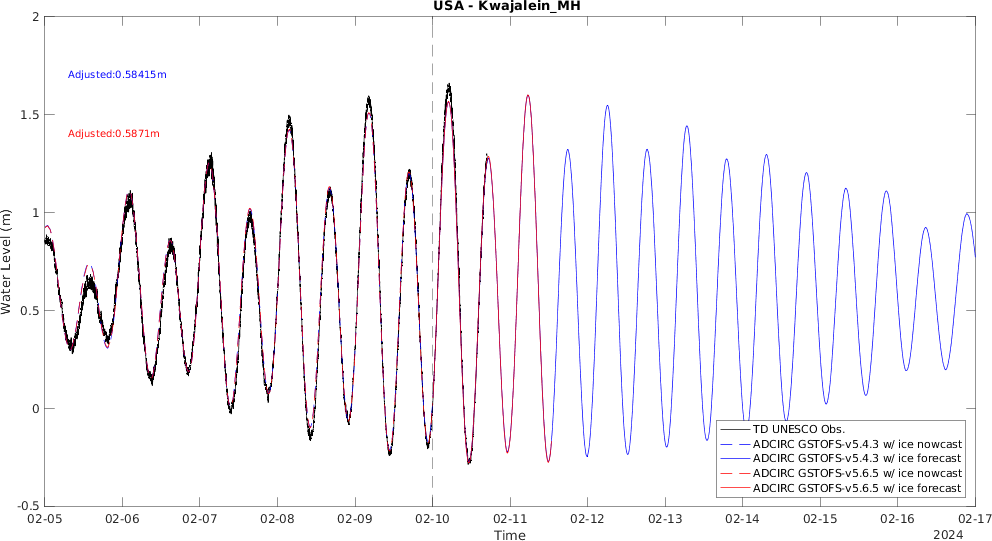 USA - Kwajalein_MH
2
1.5
1
0.5
0
-0.5
Water Level (m)
Adjusted:0.58415m
Adjusted:0.5871m
TD UNESCO Obs.
ADCIRC GSTOFS-v5.4.3 w/ ice nowcast
ADCIRC GSTOFS-v5.4.3 w/ ice forecast
ADCIRC GSTOFS-v5.6.5 w/ ice nowcast
ADCIRC GSTOFS-v5.6.5 w/ ice forecast
02-05 02-06 02-07 02-08 02-09 02-10 02-11 02-12 02-13 02-14 02-15 02-16 02-17
Time
2024